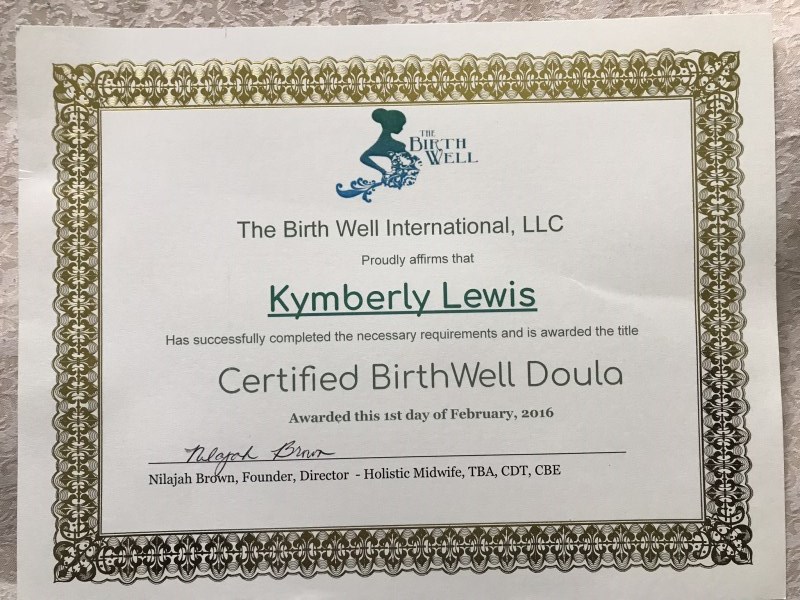 THE
BIRTH
WELL
The Birth Well International, LLC
Proudly affirms that
Kymberly Lewis
Has successfully completed the necessary requirements and is awarded the title
Certified BirthWell Doula
Awarded this 1st day of February, 2016
Nilajah Brown
Nilajah Brown, Founder, Director - Holistic Midwife, TBA, CDT, CBE